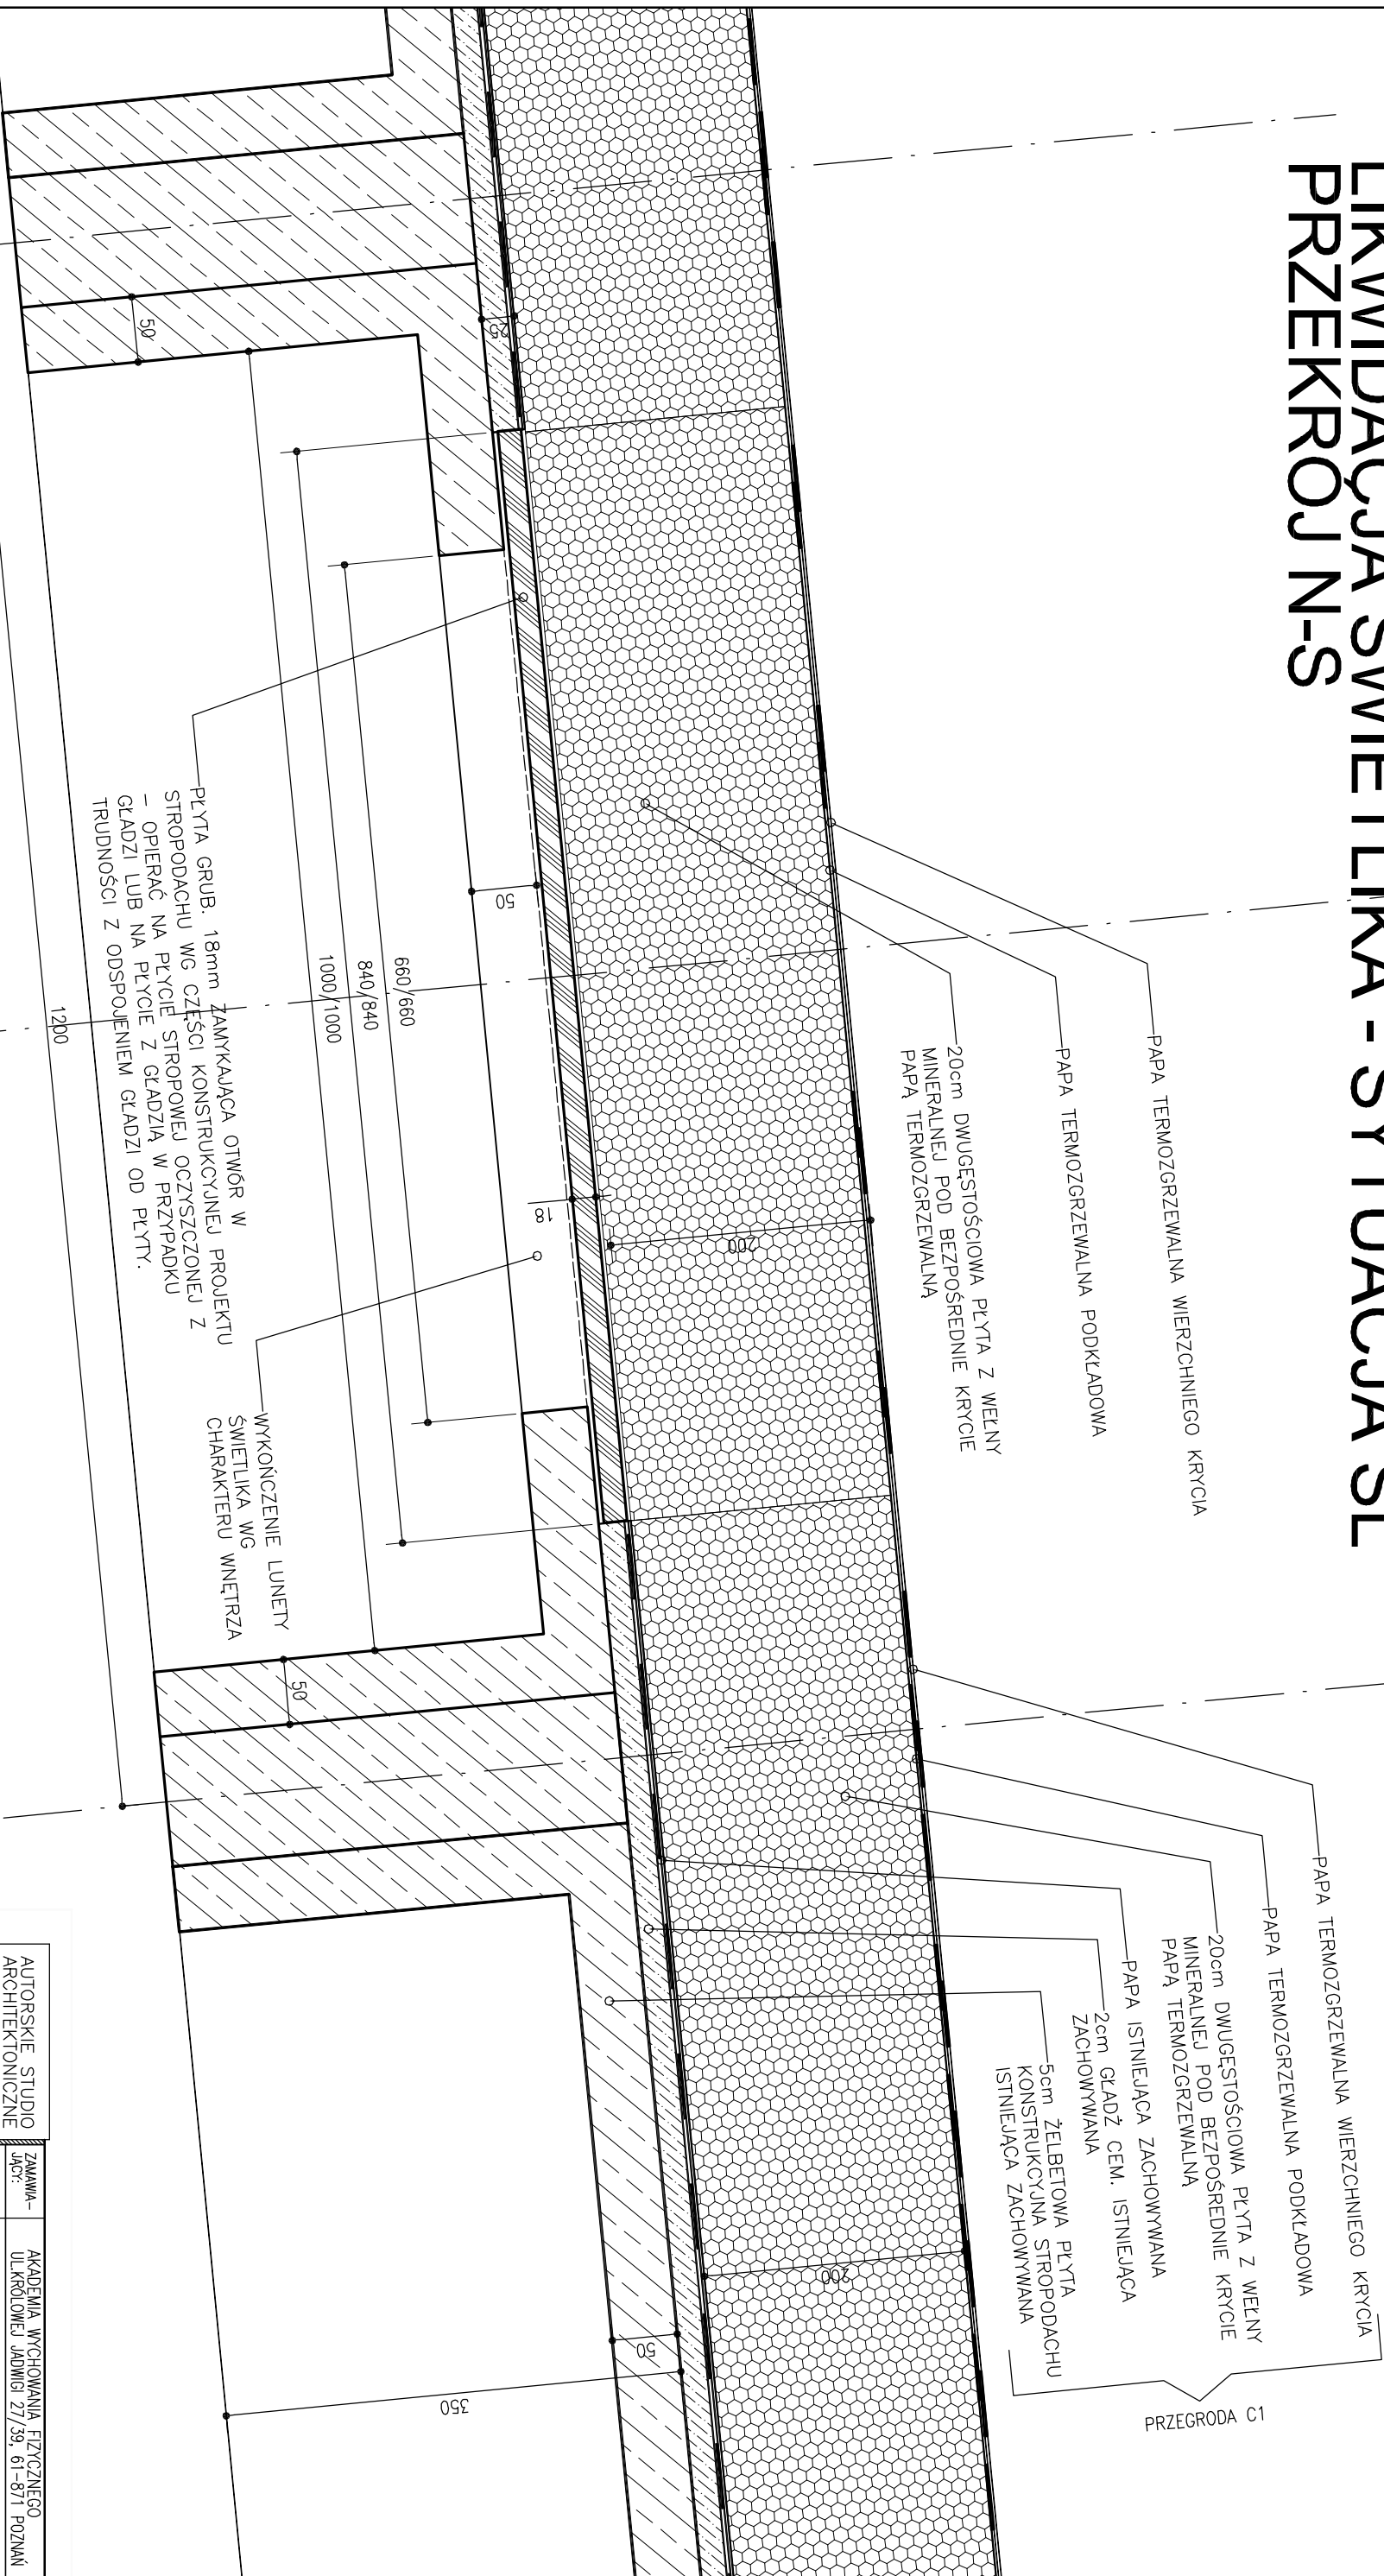 LIKWIDACJA ŚWIETLIKA - SYTUACJA
PRZEKRÓJ N-S
PAPA TERMOZGRZEWALNA WIERZCHNIEGO KRYCIA
PAPA TERMOZGRZEWALNA PODKŁADOWA
20cm DWUGĘSTOŚCIOWA PŁYTA Z WEŁNY
MINERALNEJ POD BEZPOŚREDNIE KRYCIE
PAPĄ TERMOZGRZEWALNĄ
PAPA TERMOZGRZEWALNA WIERZCHNIEGO KRYCIA
PAPA TERMOZGRZEWALNA PODKŁADOWA
20cm DWUGĘSTOŚCIOWA PŁYTA Z WEŁNY
MINERALNEJ POD BEZPOŚREDNIE KRYCIE
PAPĄ TERMOZGRZEWALNĄ
PAPA ISTNIEJĄCA ZACHOWYWANA
2cm GŁADŹ CEM. ISTNIEJĄCA
ZACHOWYWANA
5cm ŻELBETOWA PŁYTA
KONSTRUKCYJNA STROPODACHU
ISTNIEJĄCA ZACHOWYWANA
PRZEGRODA C1
25
50
200
18
50
660/660
840/840
1000/1000
1200
50
200
50
350
PŁYTA GRUB. 18mm ZAMYKAJĄCA OTWÓR W
STROPODACHU WG CZĘŚCI KONSTRUKCYJNEJ PROJEKTU
– OPIERAĆ NA PŁYCIE STROPOWEJ OCZYSZCZONEJ Z
GŁADZI LUB NA PŁYCIE Z GŁADZIĄ W PRZYPADKU
TRUDNOŚCI Z ODSPOJENIEM GŁADZI OD PŁYTY.
WYKOŃCZENIE LUNETY
ŚWIETLIKA WG
CHARAKTERU WNĘTRZA
AUTORSKIE STUDIO
ARCHITEKTONICZNE
ZAMAWIA-
JĄCY:
AKADEMIA WYCHOWANIA FIZYCZNEGO
UL.KRÓLOWEJ JADWIGI 27/39, 61-871 POZNAŃ